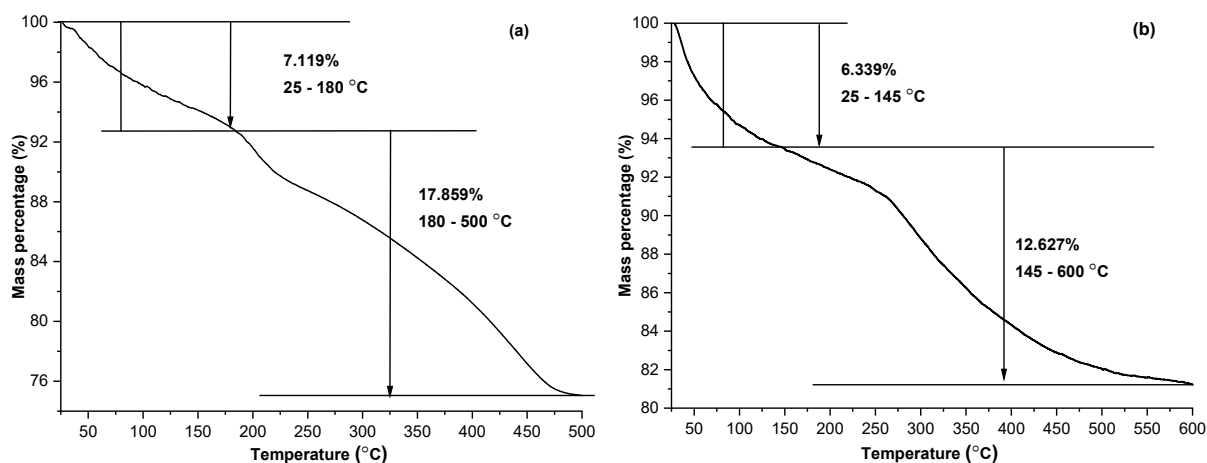 (a)
100
96
92
88
84
80
76
Mass percentage (%)
7.119%
25 - 180 °C
17.859%
180 - 500 °C
50 100 150 200 250 300 350 400 450 500
Temperature (°C)
(b)
100
98
96
94
92
90
88
86
84
82
80
Mass percentage (%)
6.339%
25 - 145 °C
12.627%
145 - 600 °C
50 100 150 200 250 300 350 400 450 500 550 600
Temperature (°C)